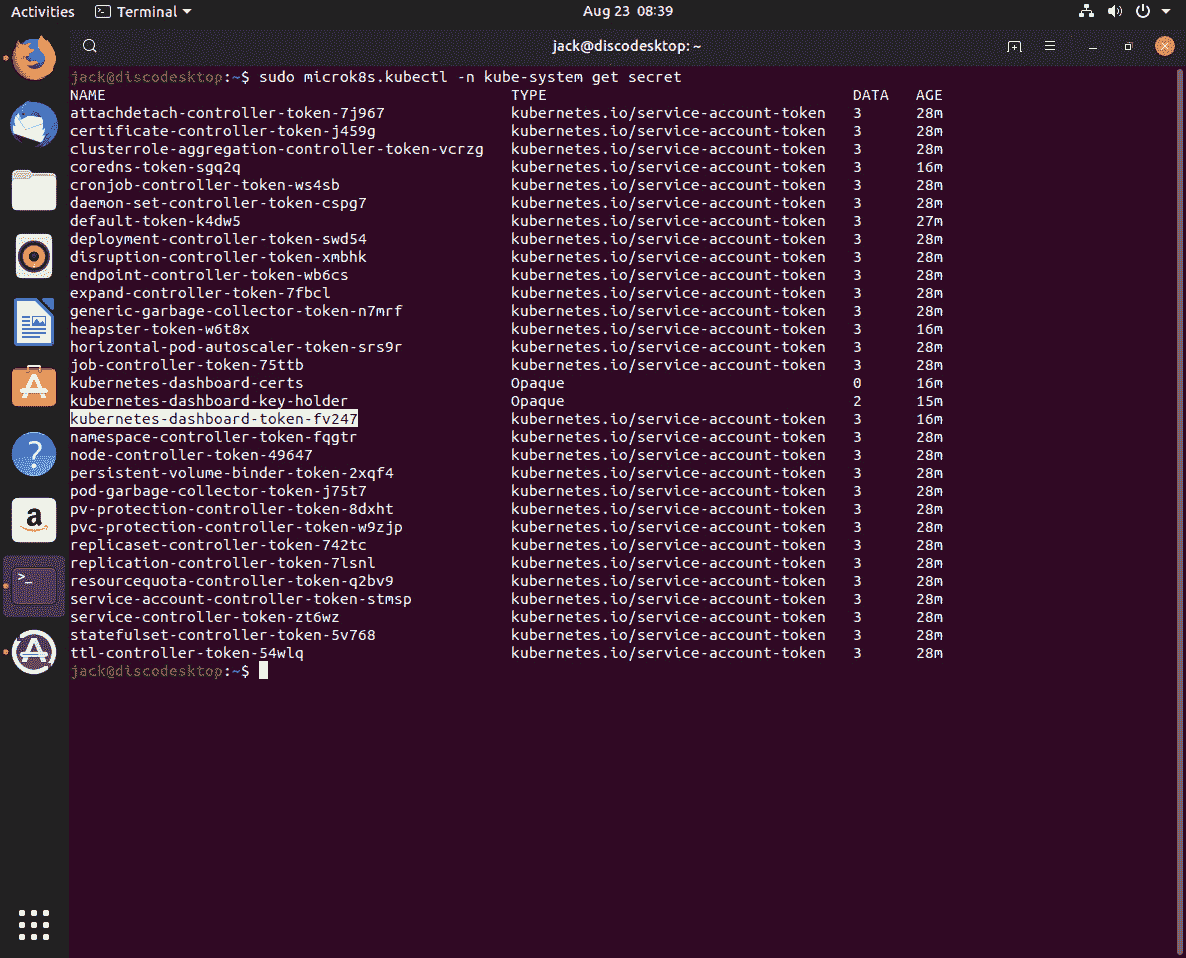 Activities Terminal Aug 23 08:39
jack@discodesktop: ~
jack@discodesktop:~$ sudo microk8s.kubectl -n kube-system get secret
NAME TYPE DATA AGE
attachdetach-controller-token-7j967 kubernetes.io/service-account-token 3 28m
certificate-controller-token-j459g kubernetes.io/service-account-token 3 28m
clusterrole-aggregation-controller-token-vcrzg kubernetes.io/service-account-token 3 28m
coredns-token-sgq2q kubernetes.io/service-account-token 3 16m
cronjob-controller-token-ws4sb kubernetes.io/service-account-token 3 28m
daemon-set-controller-token-cspg7 kubernetes.io/service-account-token 3 28m
default-token-k4dw5 kubernetes.io/service-account-token 3 27m
deployment-controller-token-swd54 kubernetes.io/service-account-token 3 28m
disruption-controller-token-xmbhk kubernetes.io/service-account-token 3 28m
endpoint-controller-token-wb6cs kubernetes.io/service-account-token 3 28m
expand-controller-token-7fbcl kubernetes.io/service-account-token 3 28m
generic-garbage-collector-token-n7mrf kubernetes.io/service-account-token 3 28m
heapster-token-w6t8x kubernetes.io/service-account-token 3 16m
horizontal-pod-autoscaler-token-srs9r kubernetes.io/service-account-token 3 28m
job-controller-token-75ttb kubernetes.io/service-account-token 3 28m
kubernetes-dashboard-certs Opaque 0 16m
kubernetes-dashboard-key-holder Opaque 2 15m
kubernetes-dashboard-token-fv247 kubernetes.io/service-account-token 3 16m
namespace-controller-token-fqgtr kubernetes.io/service-account-token 3 28m
node-controller-token-49647 kubernetes.io/service-account-token 3 28m
persistent-volume-binder-token-2xqf4 kubernetes.io/service-account-token 3 28m
pod-garbage-collector-token-j75t7 kubernetes.io/service-account-token 3 28m
pv-protection-controller-token-8dxht kubernetes.io/service-account-token 3 28m
pvc-protection-controller-token-w9zjp kubernetes.io/service-account-token 3 28m
replicaset-controller-token-742tc kubernetes.io/service-account-token 3 28m
replication-controller-token-7lsnl kubernetes.io/service-account-token 3 28m
resourcequota-controller-token-q2bv9 kubernetes.io/service-account-token 3 28m
service-account-controller-token-stmsp kubernetes.io/service-account-token 3 28m
service-controller-token-zt6wz kubernetes.io/service-account-token 3 28m
statefulset-controller-token-5v768 kubernetes.io/service-account-token 3 28m
ttl-controller-token-54wlq kubernetes.io/service-account-token 3 28m
jack@discodesktop:~$